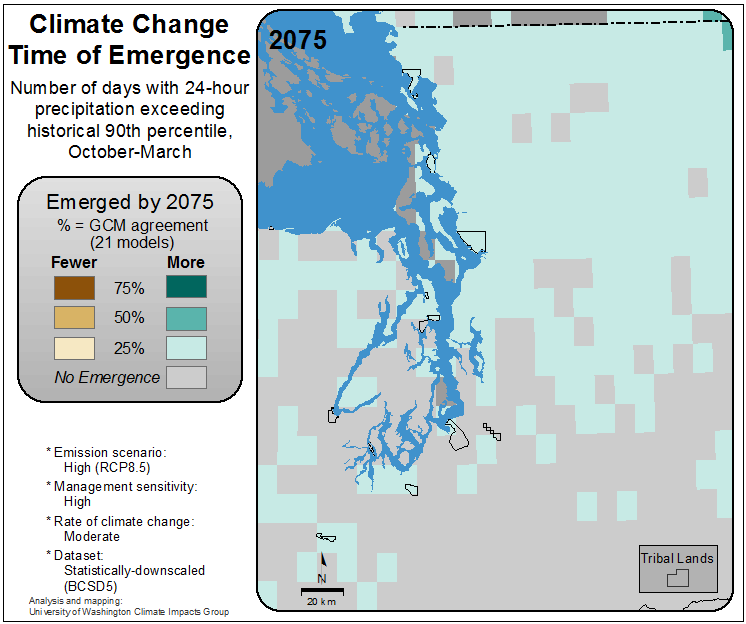 Climate Change
Time of Emergence
Number of days with 24-hour
precipitation exceeding
historical 90th percentile,
October-March
Emerged by 2075
% = GCM agreement
(21 models)
Fewer More
75%
50%
25%
No Emergence
* Emission scenario:
High (RCP8.5)
* Management sensitivity:
High
* Rate of climate change:
Moderate
* Dataset:
Statistically-downscaled
(BCSD5)
Analysis and mapping:
University of Washington Climate Impacts Group
2075
N
20 km
Tribal Lands